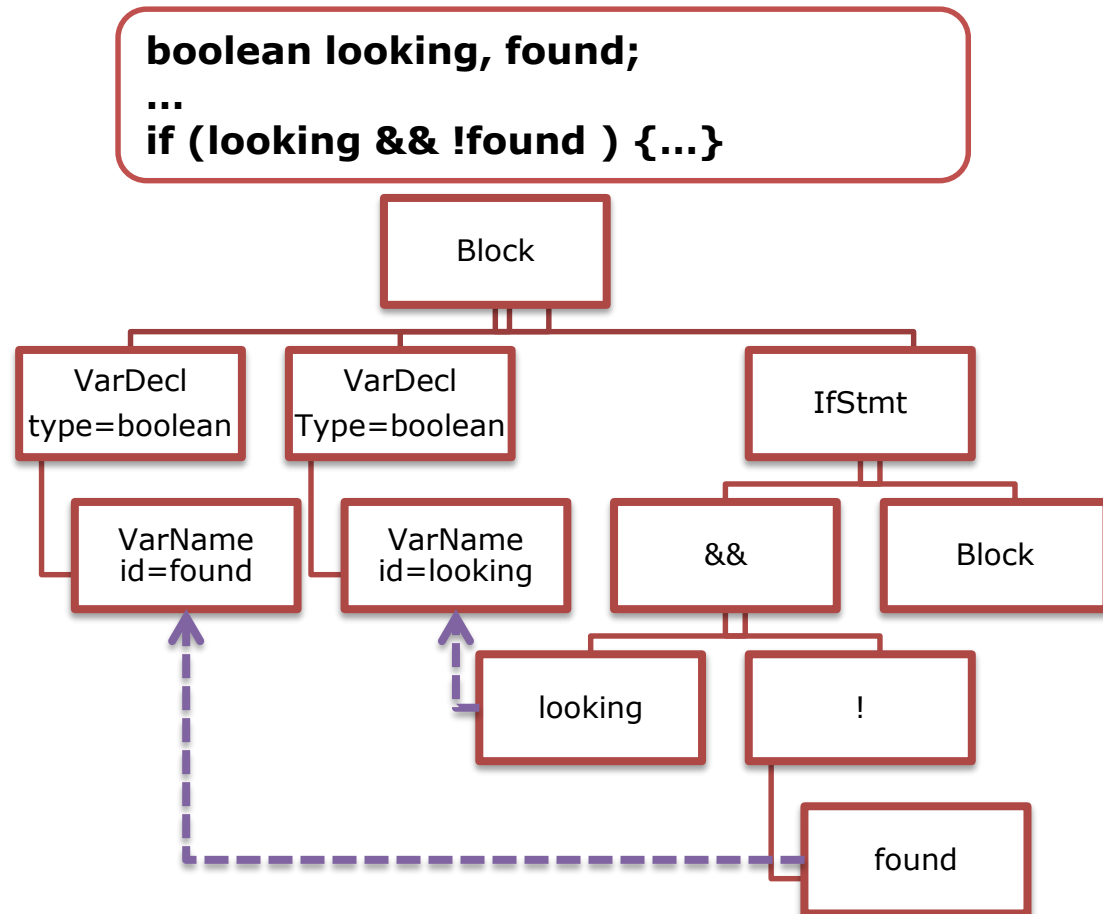 boolean looking, found;
...
if (looking && !found ) {...}
Block
VarDecl
type=boolean
VarDecl
Type=boolean
IfStmt
VarName
id=found
VarName
id=looking
&&
Block
looking
!
found